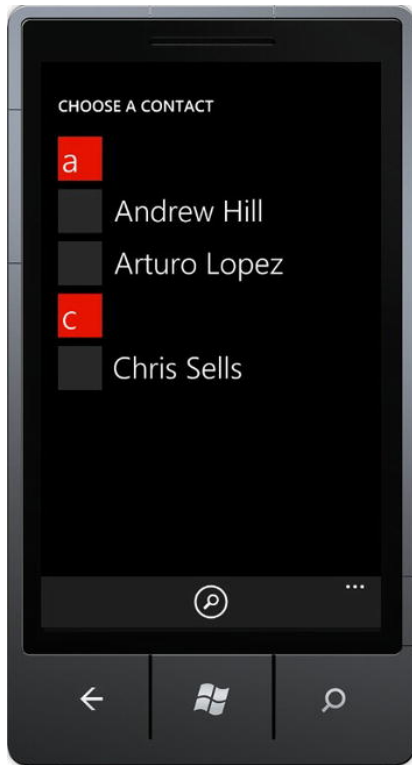 CHOOSE A CONTACT
a
Andrew Hill
Arturo Lopez
c
Chris Sells
...